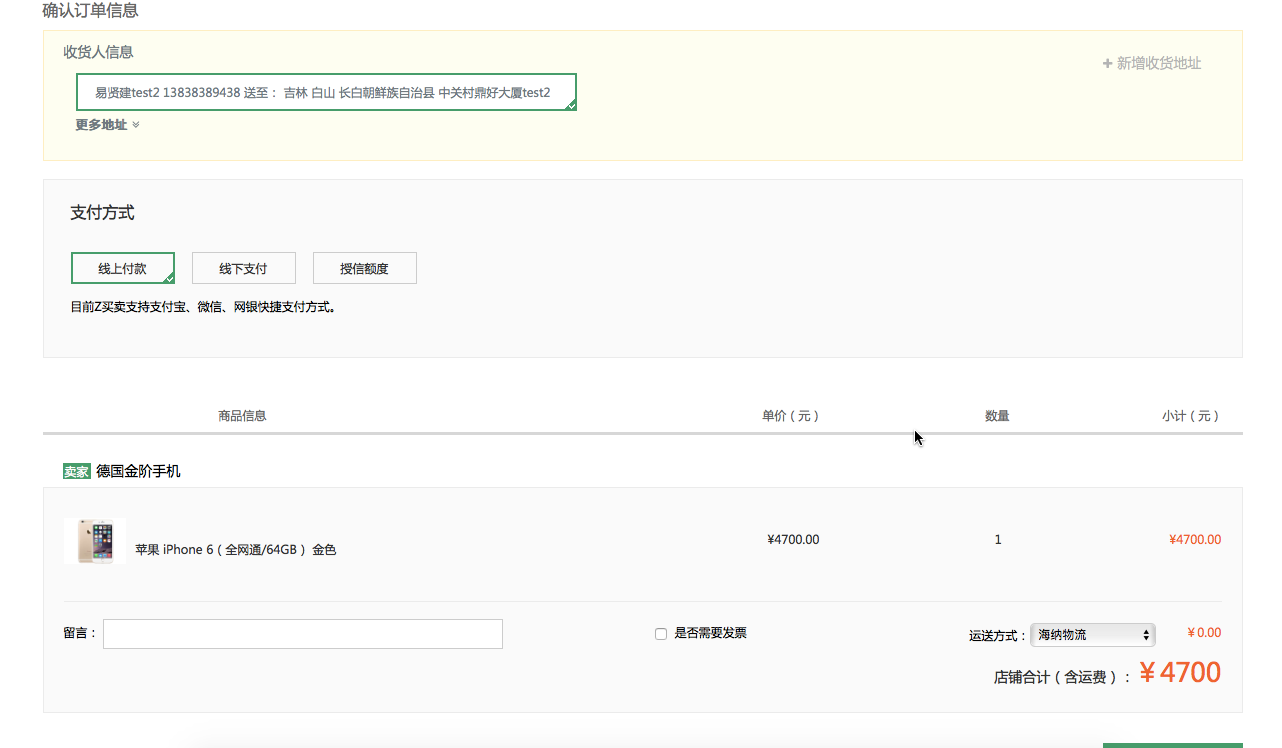 确认订单信息
收货人信息
+ 新增收货地址
易贤建test2 13838389438 送至： 吉林 白山 长白朝鲜族自治县 中关村鼎好大厦test2
更多地址
支付方式
线上付款 线下支付 授信额度
目前Z买卖支持支付宝、微信、网银快捷支付方式。
商品信息 单价（元） 数量 小计（元）
卖家 德国金阶手机
苹果 iPhone 6（全网通/64GB） 金色 ¥4700.00 1 ¥4700.00
留言： 是否需要发票 运送方式： 海纳物流 ¥ 0.00
店铺合计（含运费）： ¥ 4700